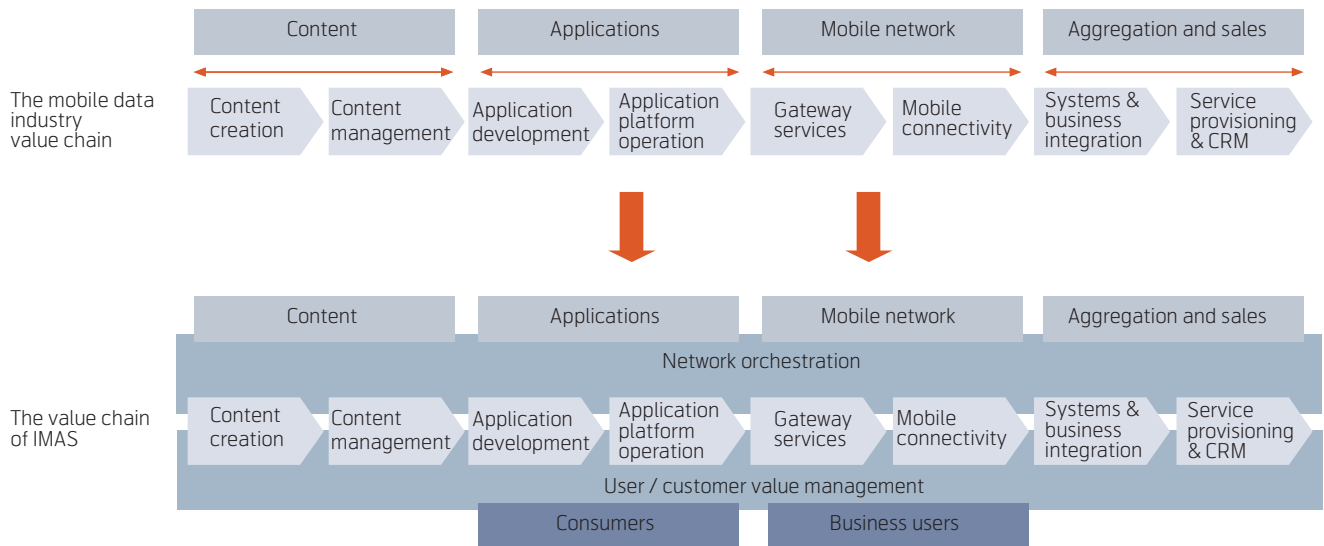 Content
Applications
Mobile network
Aggregation and sales
The mobile data
industry
value chain
Content
creation
Content
management
Application
development
Application
platform
operation
Gateway
services
Mobile
connectivity
Systems &
business
integration
Service
provisioning
& CRM
Content
Applications
Mobile network
Aggregation and sales
Network orchestration
The value chain
of IMAS
Content
creation
Content
management
Application
development
Application
platform
operation
Gateway
services
Mobile
connectivity
Systems &
business
integration
Service
provisioning
& CRM
User / customer value management
Consumers
Business users